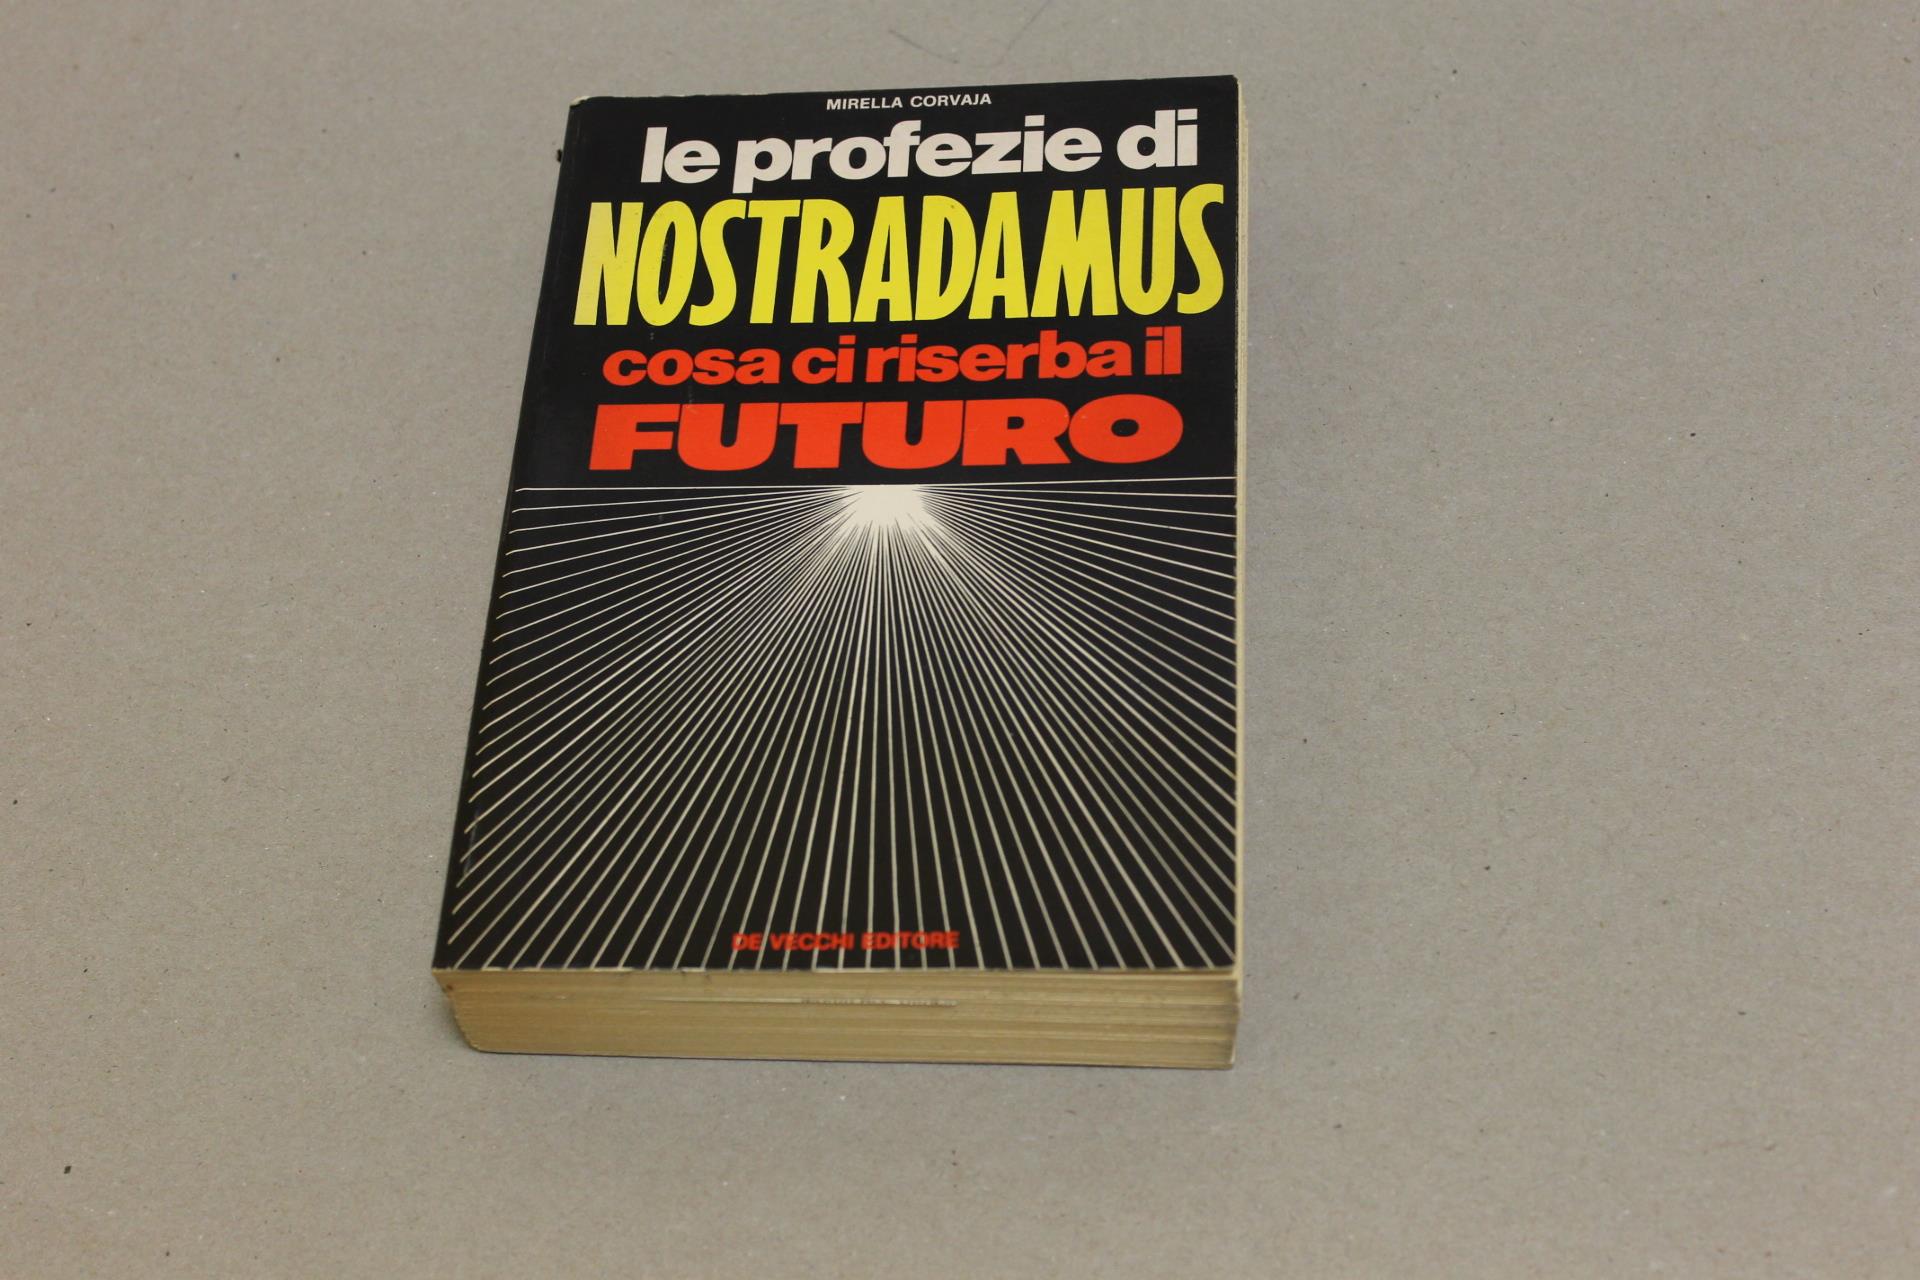 MIRELLA CORVAJA
le profezie di
NOSTRADAMUS
cosa ci riserba il
FUTURO
DE VECCHI EDITORE